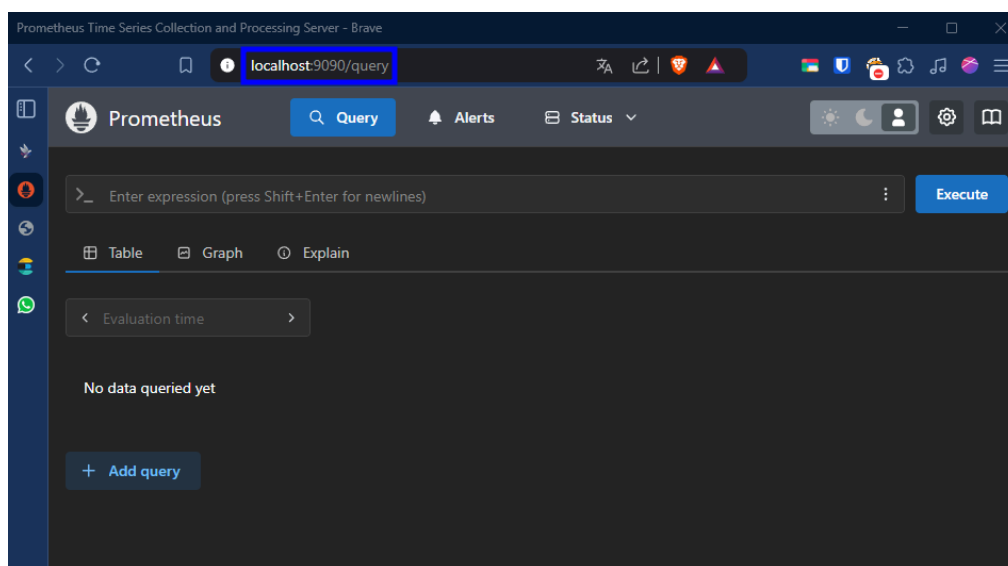 Prometheus Time Series Collection and Processing Server - Brave
localhost:9090/query
Prometheus
Query
Alerts
Status
Enter expression (press Shift+Enter for newlines)
Execute
Table
Graph
Explain
Evaluation time
No data queried yet
+ Add query